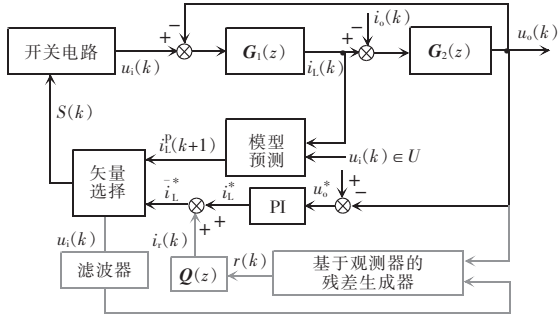 − i_o(k) u_o(k)
开关电路 + − +
G_1(z) G_2(z)
u_i(k) i_L(k)
S(k)
i_L^p(k+1) 模型
预测
u_i(k)∈U
矢量
选择
ī_L^* i_L^* PI u_o^* + −
+ +
u_i(k) i_r(k)
滤波器 Q(z) r(k) 基于观测器的
残差生成器